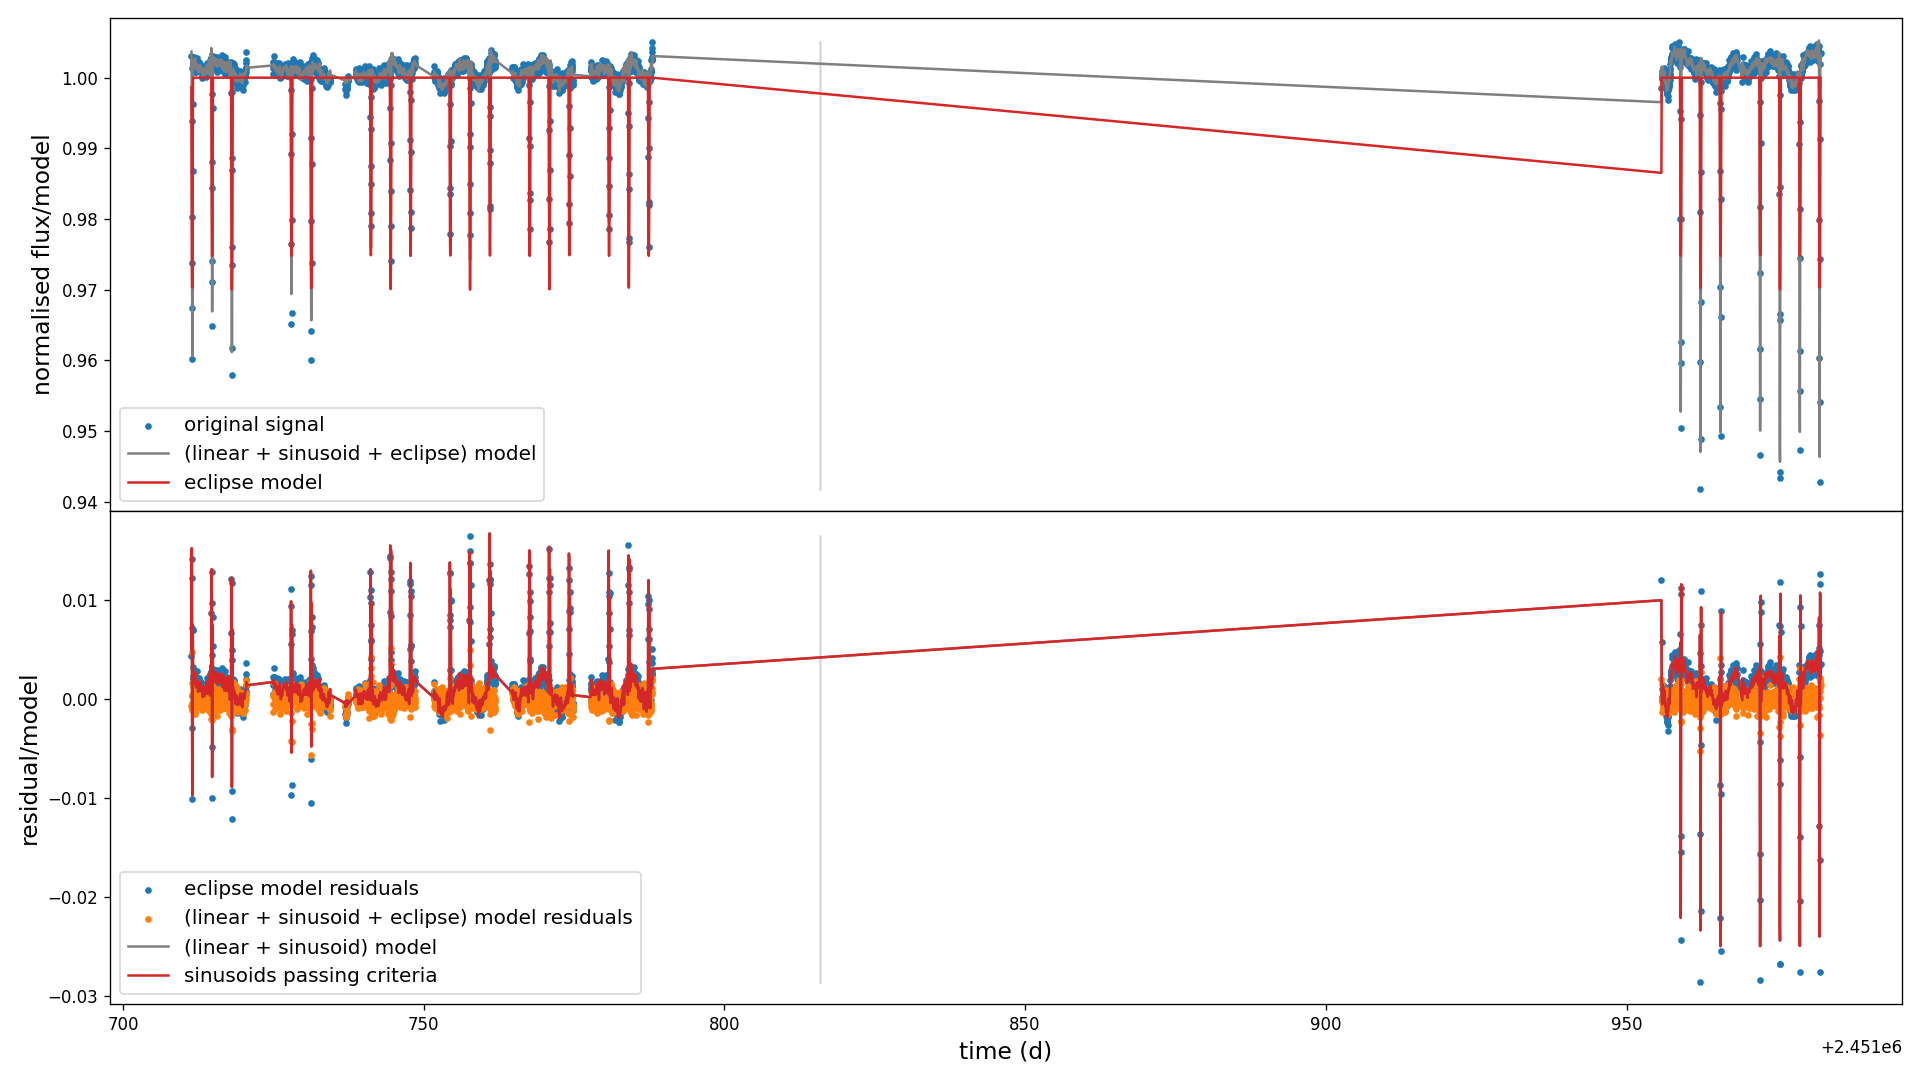 normalised flux/model
1.00
0.99
0.98
0.97
0.96
0.95
0.94
original signal
(linear + sinusoid + eclipse) model
eclipse model
residual/model
0.01
0.00
−0.01
−0.02
−0.03
eclipse model residuals
(linear + sinusoid + eclipse) model residuals
(linear + sinusoid) model
sinusoids passing criteria
700
750
800
850
900
950
time (d)
+2.451e6